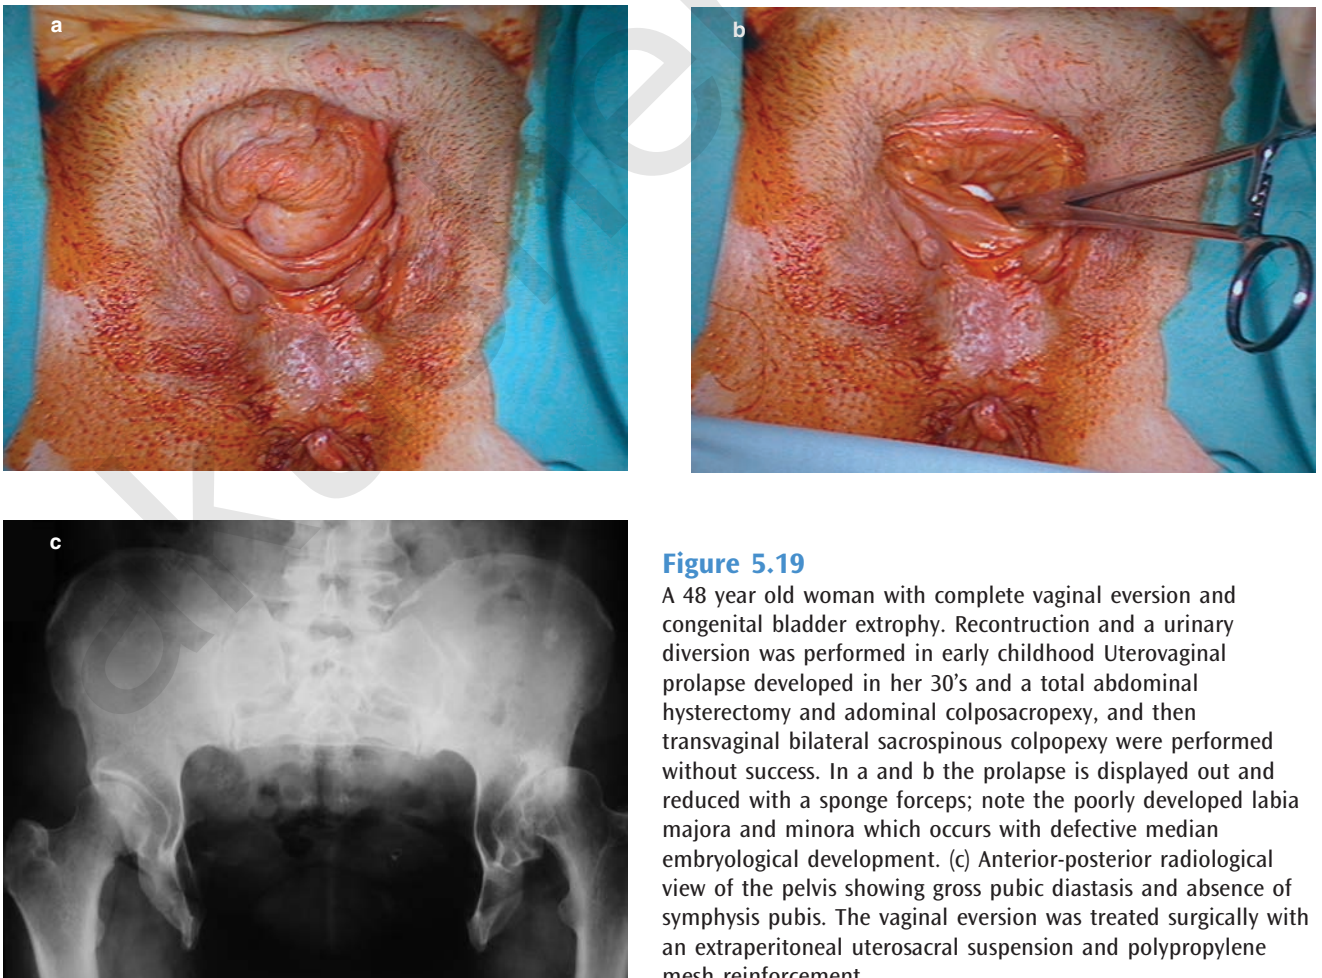 a
b
c
Figure 5.19
A 48 year old woman with complete vaginal eversion and
congenital bladder extrophy. Recontruction and a urinary
diversion was performed in early childhood Uterovaginal
prolapse developed in her 30's and a total abdominal
hysterectomy and adominal colposacropexy, and then
transvaginal bilateral sacrospinous colpopexy were performed
without success. In a and b the prolapse is displayed out and
reduced with a sponge forceps; note the poorly developed labia
majora and minora which occurs with defective median
embryological development. (c) Anterior-posterior radiological
view of the pelvis showing gross pubic diastasis and absence of
symphysis pubis. The vaginal eversion was treated surgically with
an extraperitoneal uterosacral suspension and polypropylene
mesh reinforcement